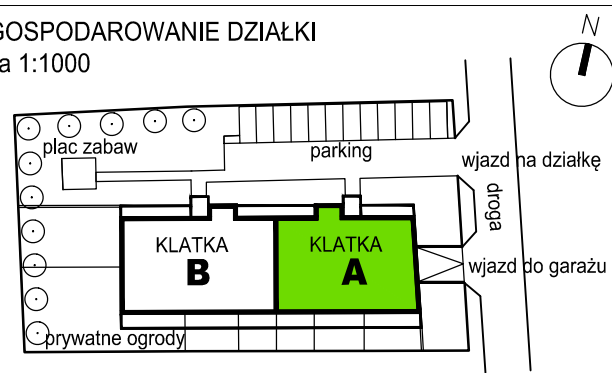 GOSPODAROWANIE DZIAŁKI
a 1:1000
N
plac zabaw
parking
wjazd na działkę
droga
KLATKA
B
KLATKA
A
wjazd do garażu
prywatne ogrody